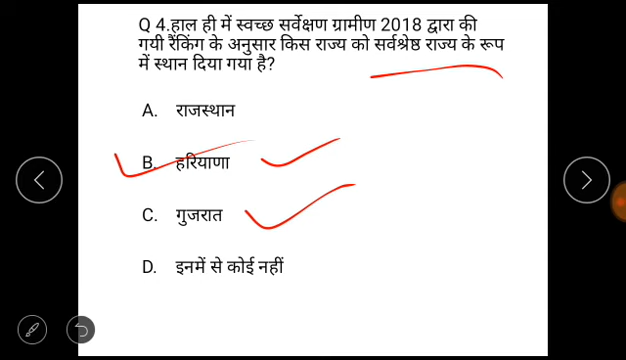 Q 4.हाल ही में स्वच्छ सर्वेक्षण ग्रामीण 2018 द्वारा की
गयी रैंकिंग के अनुसार किस राज्य को सर्वश्रेष्ठ राज्य के रूप
में स्थान दिया गया है?
A. राजस्थान
B. हरियाणा
C. गुजरात
D. इनमें से कोई नहीं